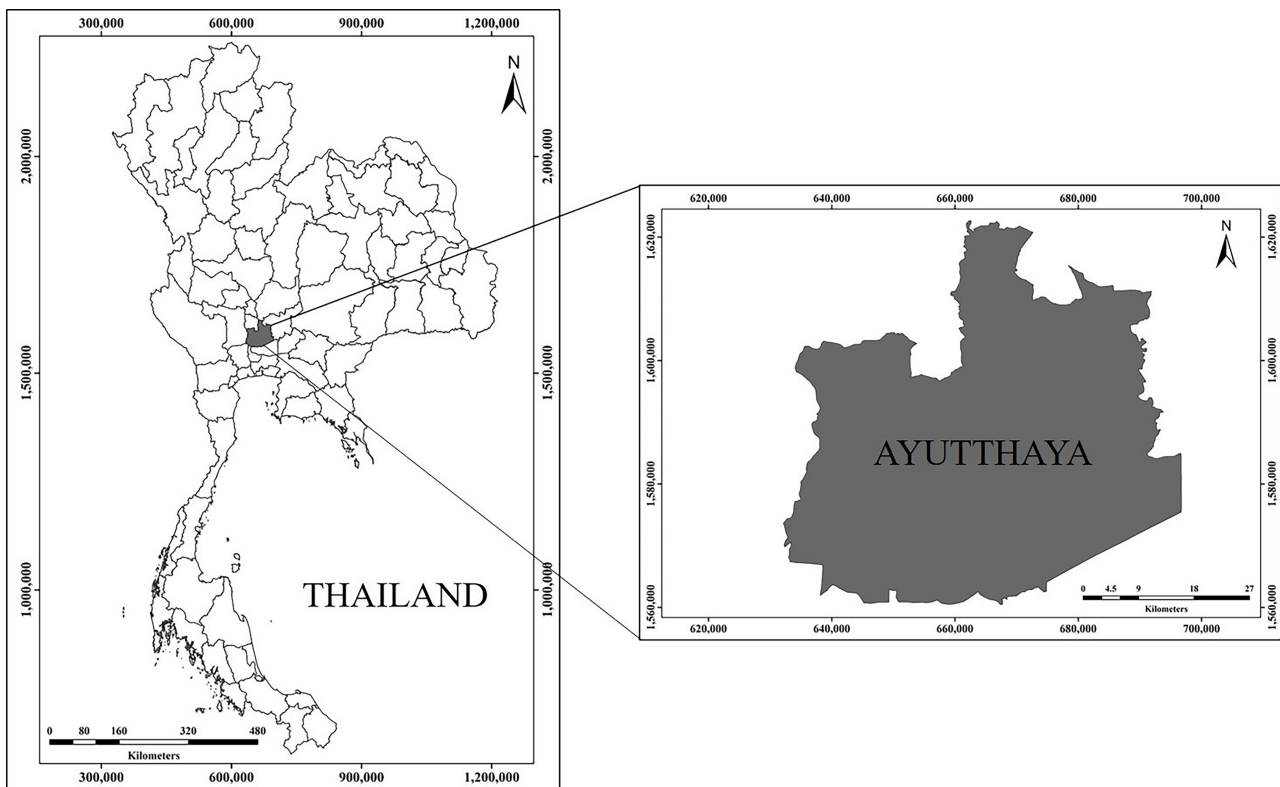 300,000 600,000 900,000 1,200,000
N
2,000,000 2,000,000
1,500,000 1,500,000
1,000,000 1,000,000
THAILAND
0 80 160 320 480
Kilometers
300,000 600,000 900,000 1,200,000
620,000 640,000 660,000 680,000 700,000
N
1,620,000 1,620,000
1,600,000 1,600,000
AYUTTHAYA
1,580,000 1,580,000
0 4.5 9 18 27
Kilometers
1,560,000 1,560,000
620,000 640,000 660,000 680,000 700,000